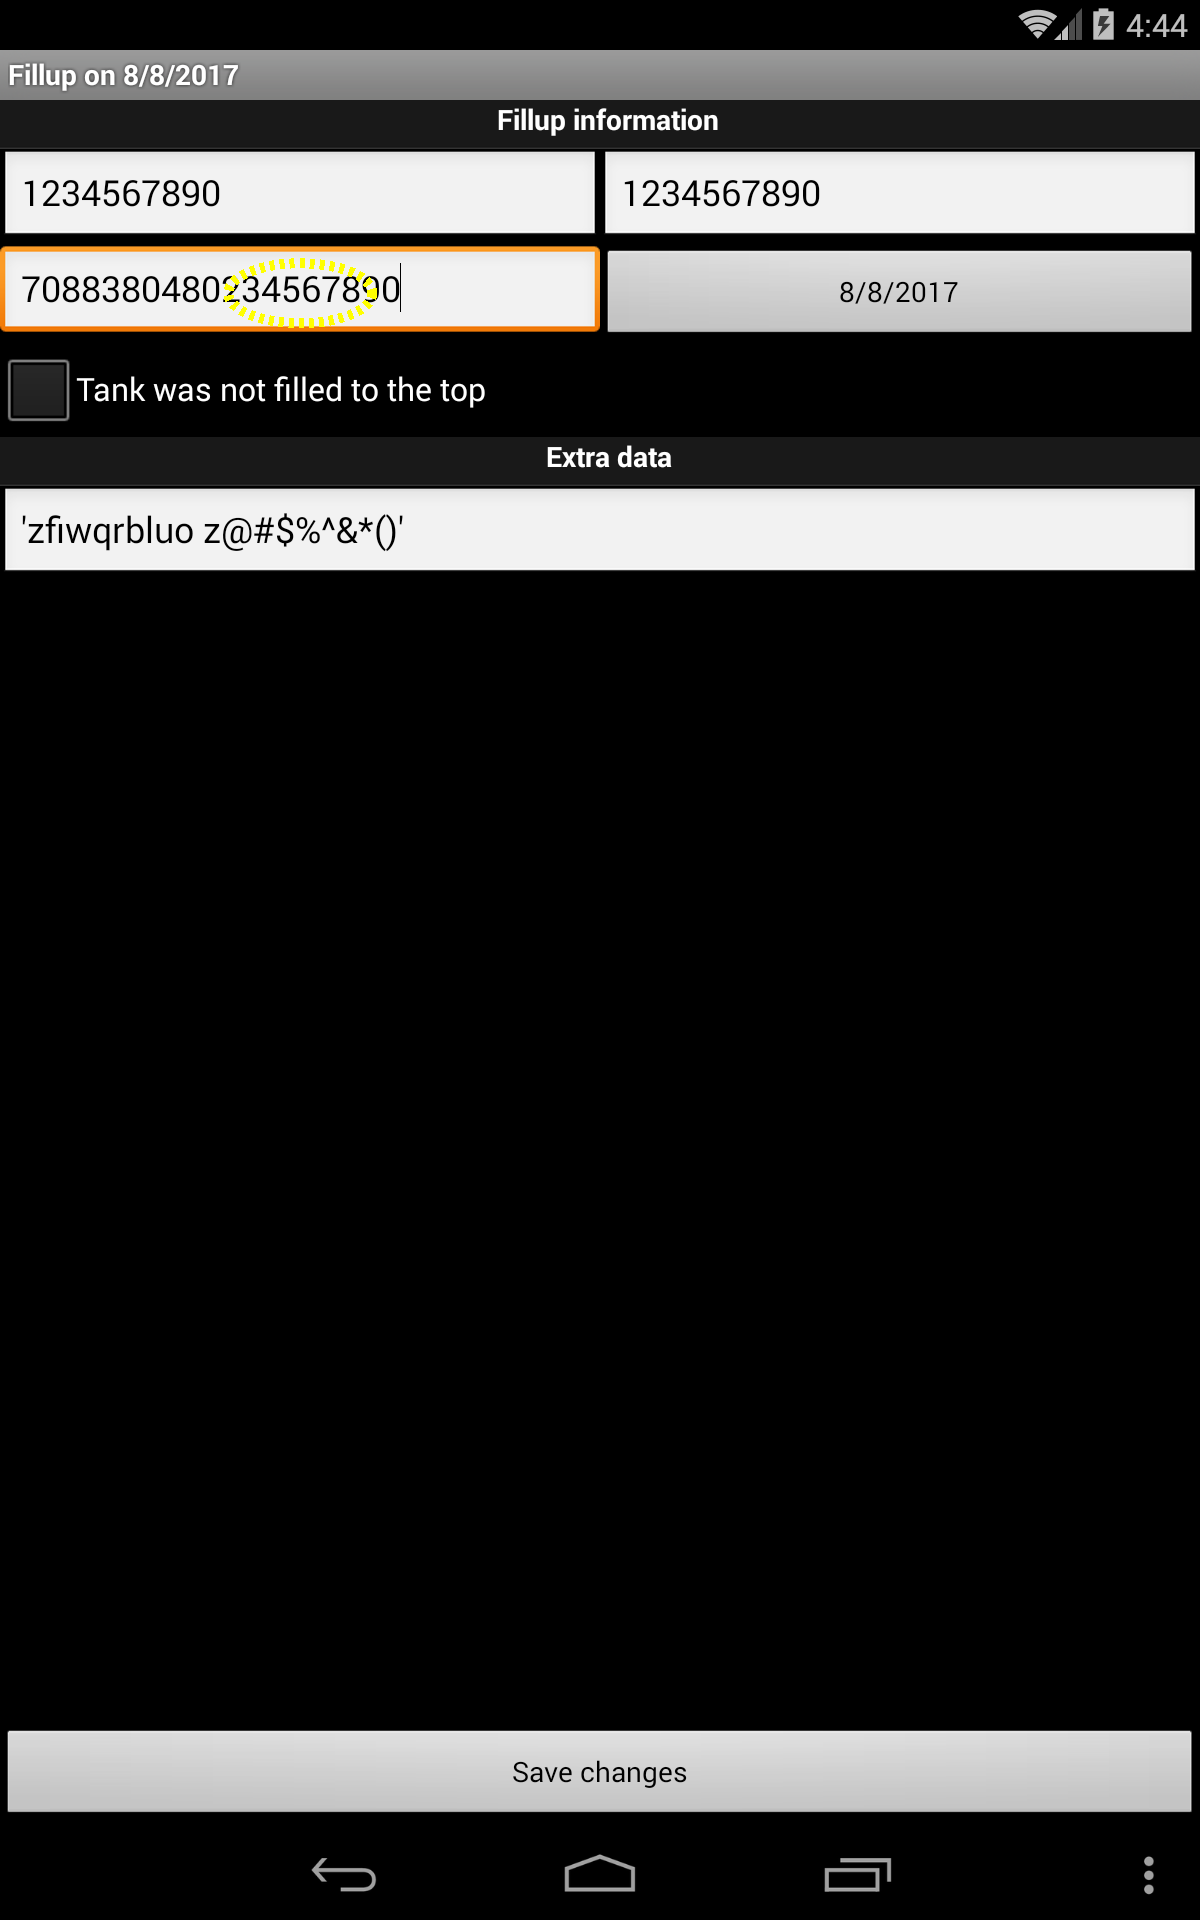 4:44
Fillup on 8/8/2017
Fillup information
1234567890
1234567890
7088380480234567890
8/8/2017
Tank was not filled to the top
Extra data
'zfiwqrbluo z@#$%^&*()'
Save changes